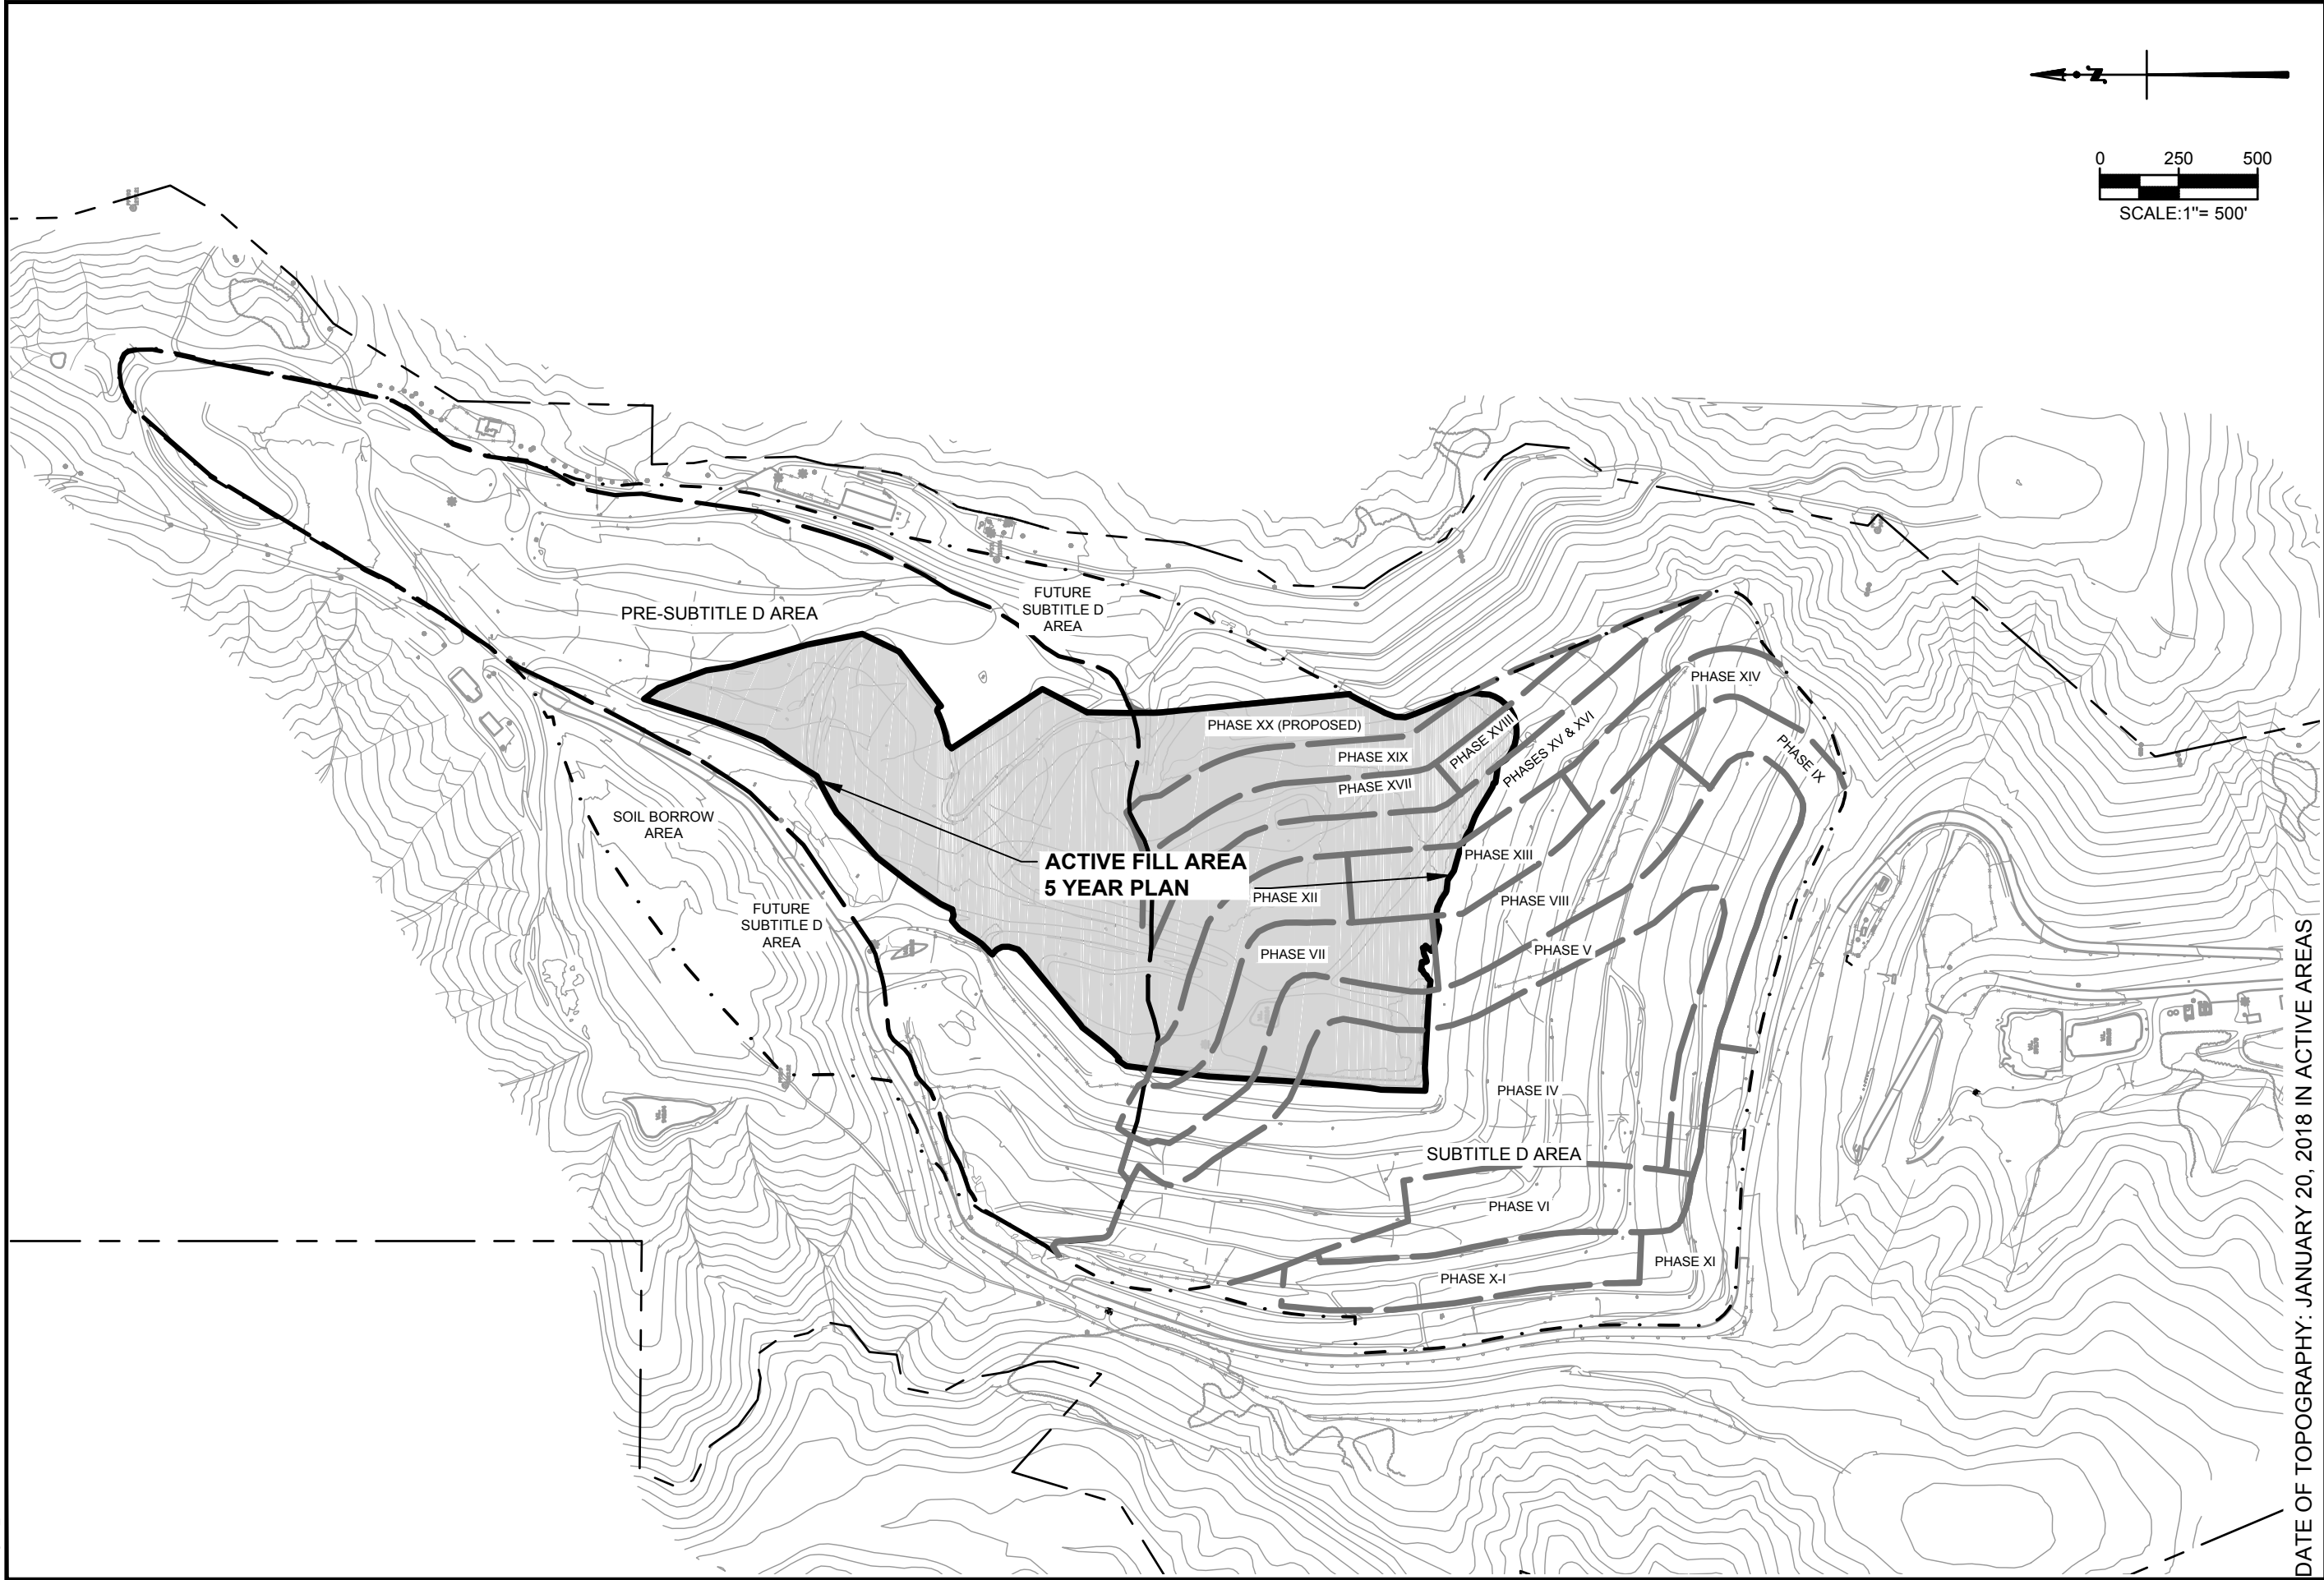 N
0 250 500
SCALE:1"= 500'
FUTURE
SUBTITLE D
AREA
PRE-SUBTITLE D AREA
PHASE XIV
PHASE XX (PROPOSED)
PHASE XVIII
PHASES XV & XVI
PHASE IX
PHASE XIX
PHASE XVII
SOIL BORROW
AREA
ACTIVE FILL AREA
5 YEAR PLAN
PHASE XIII
PHASE XII
PHASE VIII
FUTURE
SUBTITLE D
AREA
PHASE VII
PHASE V
PHASE IV
SUBTITLE D AREA
PHASE VI
PHASE XI
PHASE X-I
DATE OF TOPOGRAPHY: JANUARY 20, 2018 IN ACTIVE AREAS